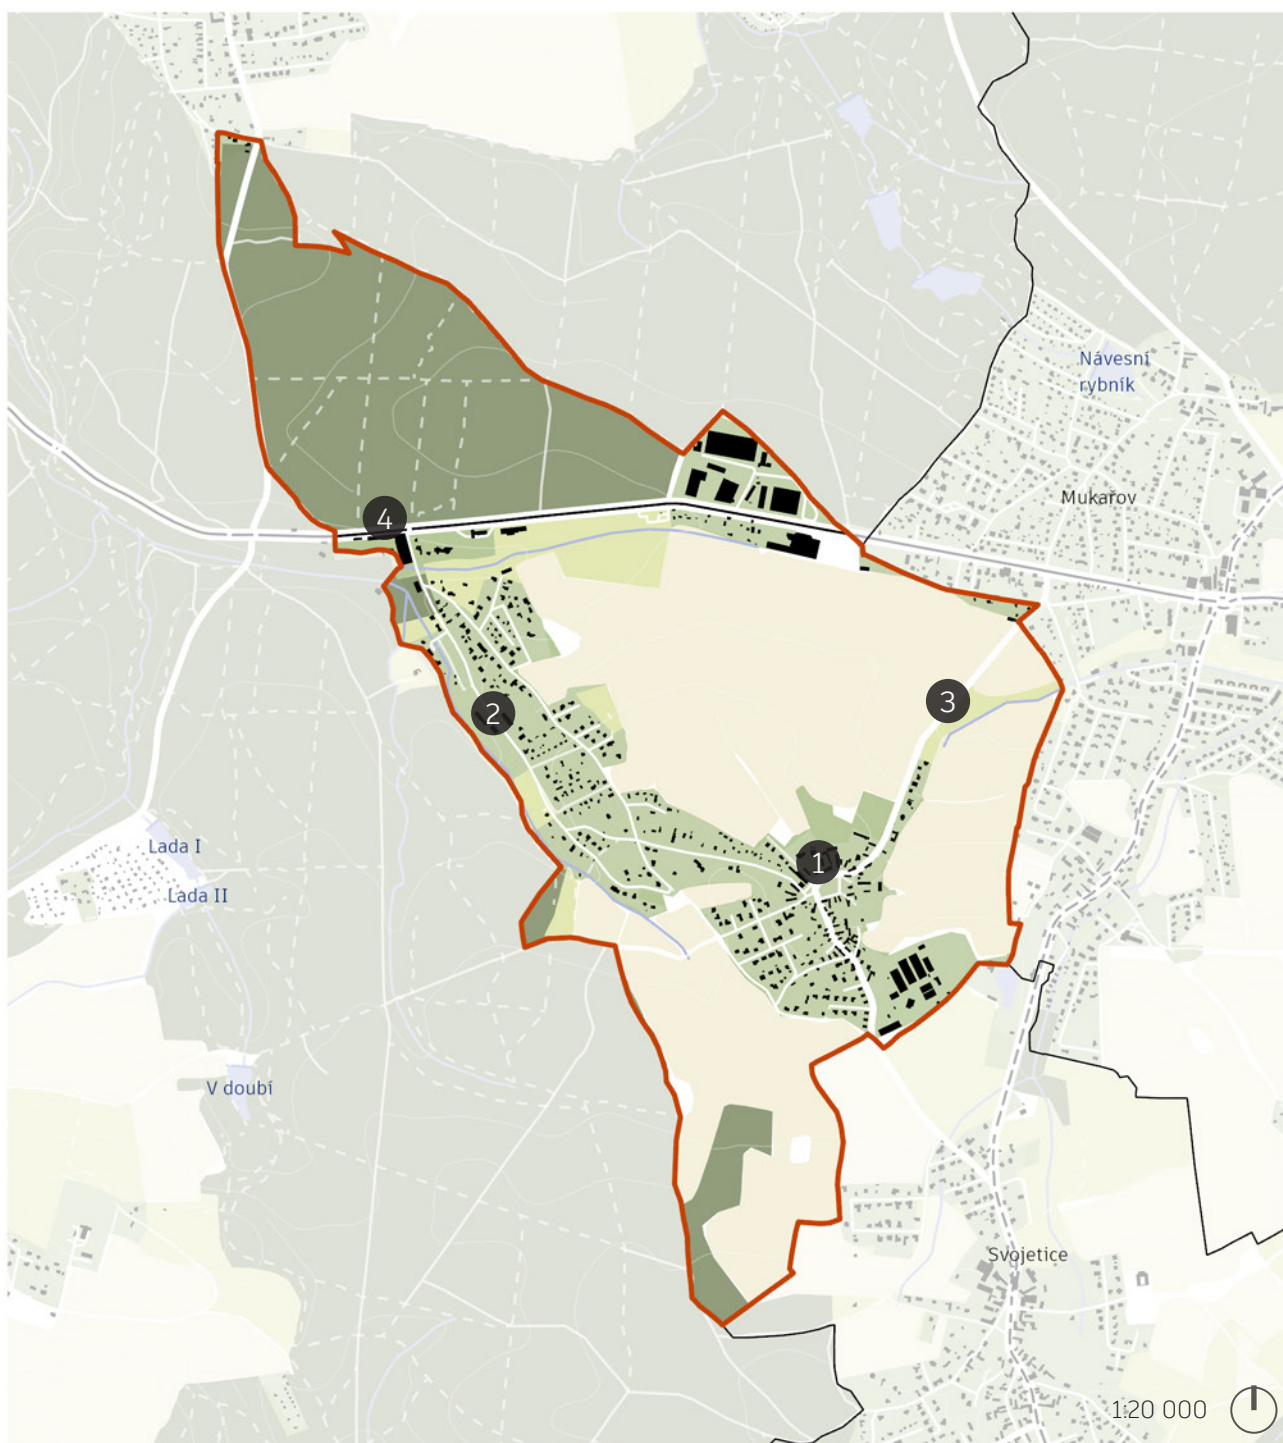 Návesní
rybník
Mukařov
4
3
2
1
Lada I
Lada II
V doubí
Svojetice
1:20 000